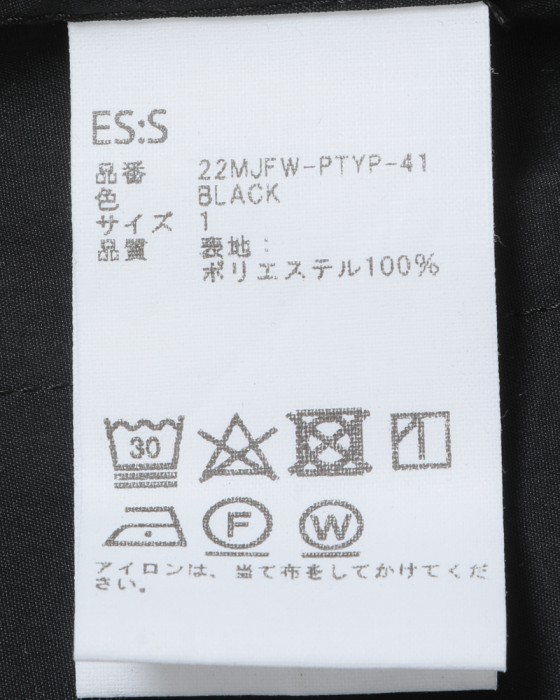 ES:S
品番 22MJFW-PTYP-41
色 BLACK
サイズ 1
品質 表地:
ポリエステル100%
30
F W
アイロンは、当て布をしてかけてくだ
さい。